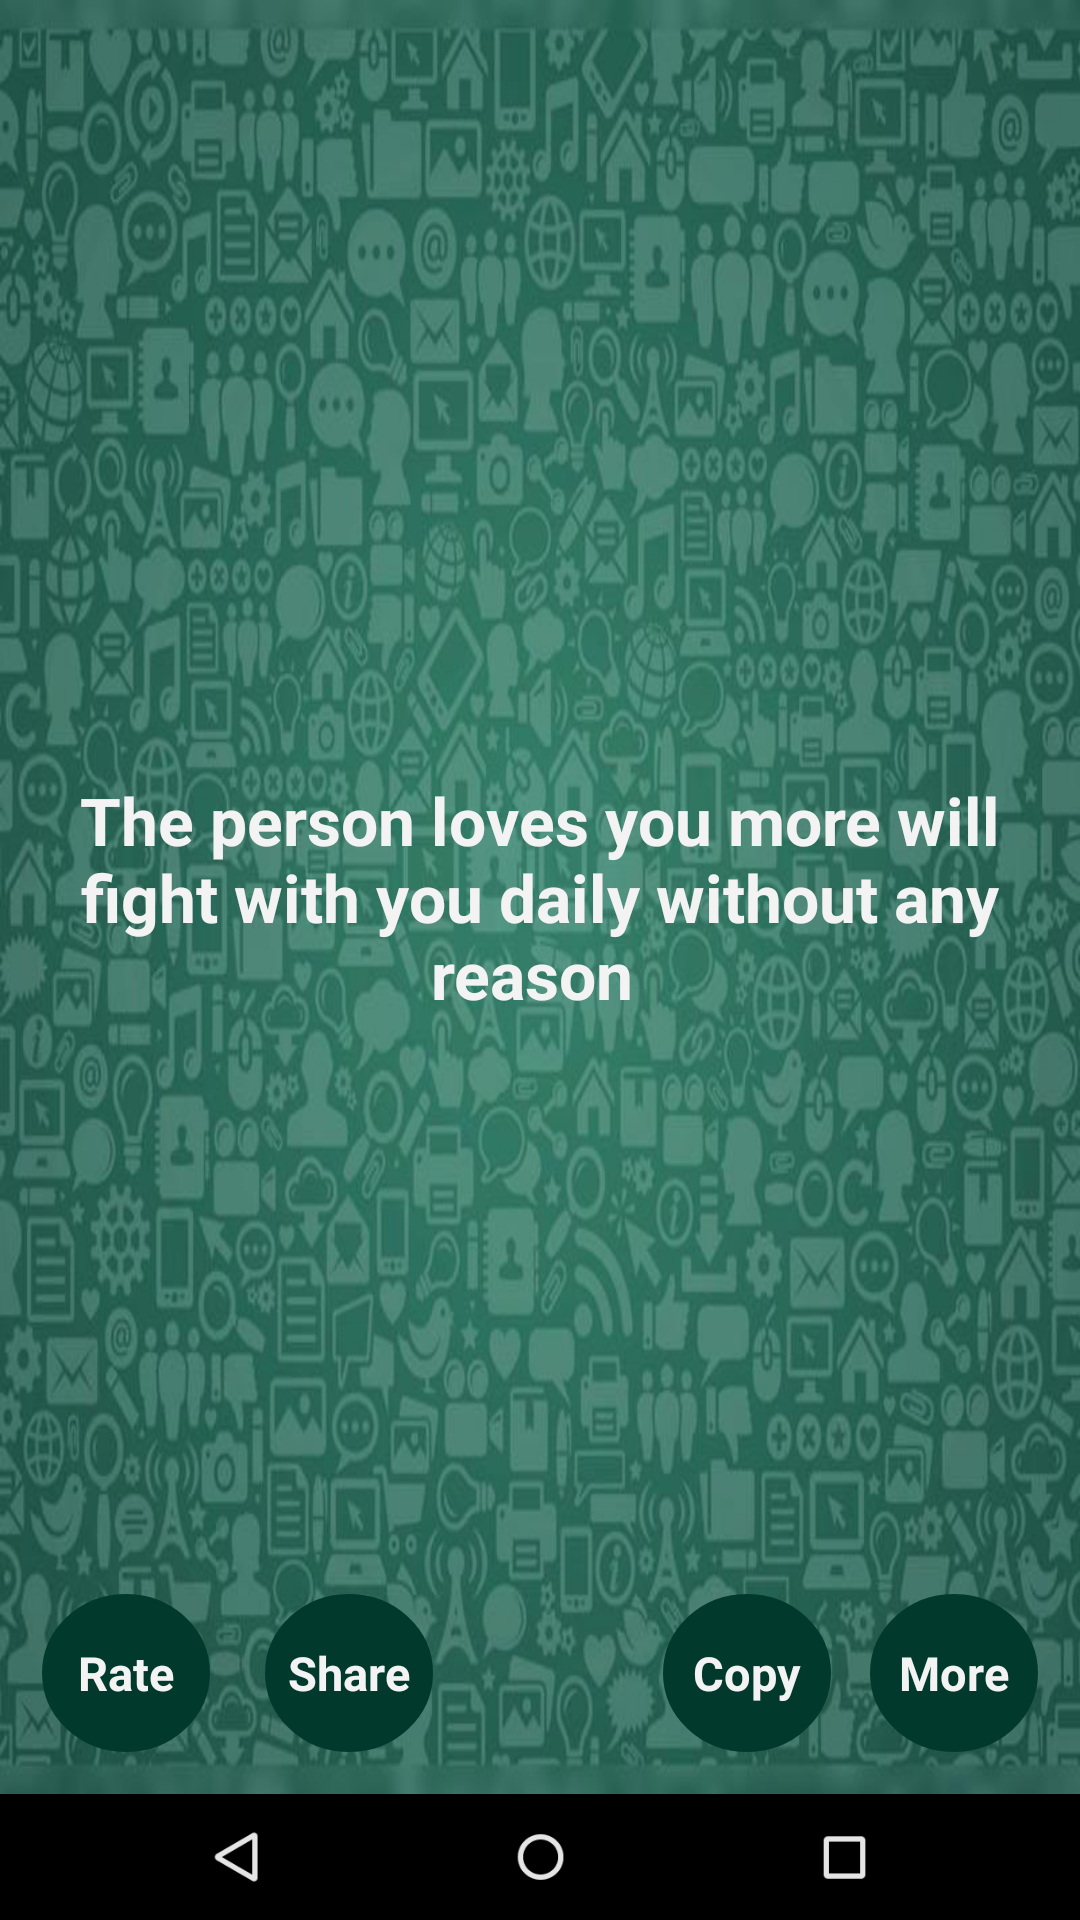 The person loves you more will
fight with you daily without any
reason
Rate
Share
Copy
More